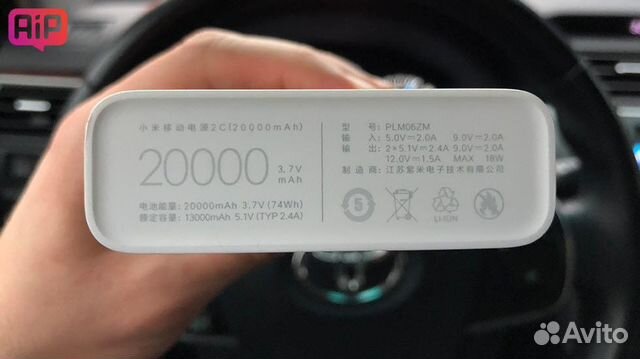 AiP
小米移动电源2C(20000mAh)
20000 3.7V
mAh
电池能量: 20000mAh 3.7V (74Wh)
额定容量: 13000mAh 5.1V (TYP 2.4A)
型 号: PLM06ZM
输 入: 5.0V⎓2.0A 9.0V⎓2.0A
输 出: 2×5.1V⎓2.4A 9.0V⎓2.0A
12.0V⎓1.5A MAX 18W
制 造 商: 江苏紫米电子技术有限公司
5
LI-ION
Avito